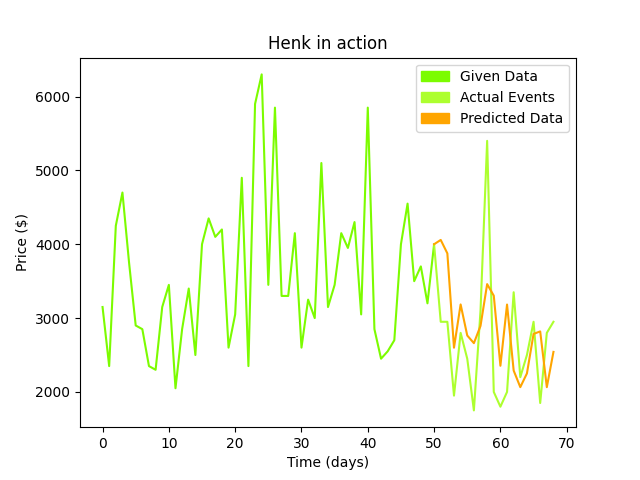 Henk in action
Given Data
Actual Events
Predicted Data
Price ($)
6000
5000
4000
3000
2000
0 10 20 30 40 50 60 70
Time (days)